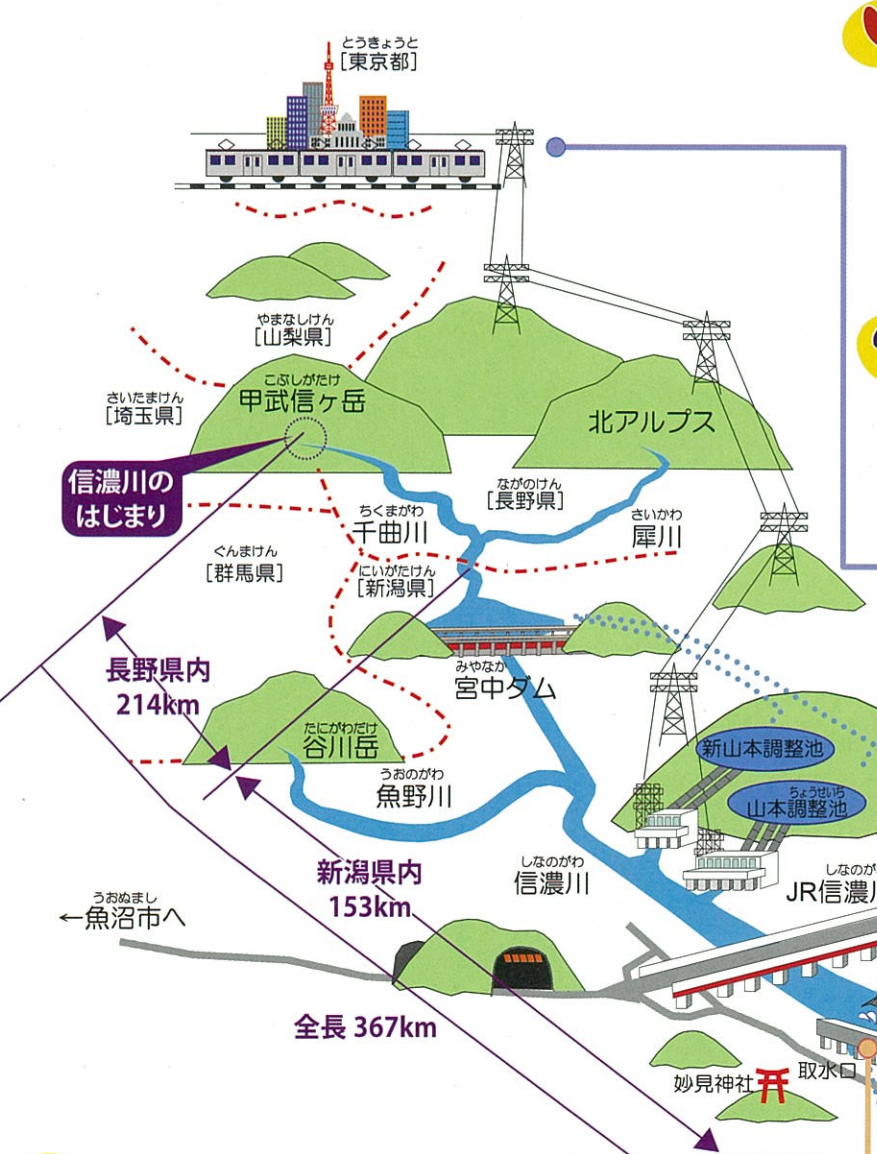 とうきょうと
[東京都]
やまなしけん
[山梨県]
さいたまけん
[埼玉県]
こぶしがたけ
甲武信ヶ岳
北アルプス
信濃川の
はじまり
ながのけん
[長野県]
ちくまがわ
千曲川
さいかわ
犀川
ぐんまけん
[群馬県]
にいがたけん
[新潟県]
みやなか
宮中ダム
長野県内
214km
たにがわだけ
谷川岳
新山本調整池
うおのがわ
魚野川
ちょうせいち
山本調整池
新潟県内
153km
しなのがわ
信濃川
しなのが
JR信濃
うおぬまし
←魚沼市へ
全長 367km
妙見神社
取水口